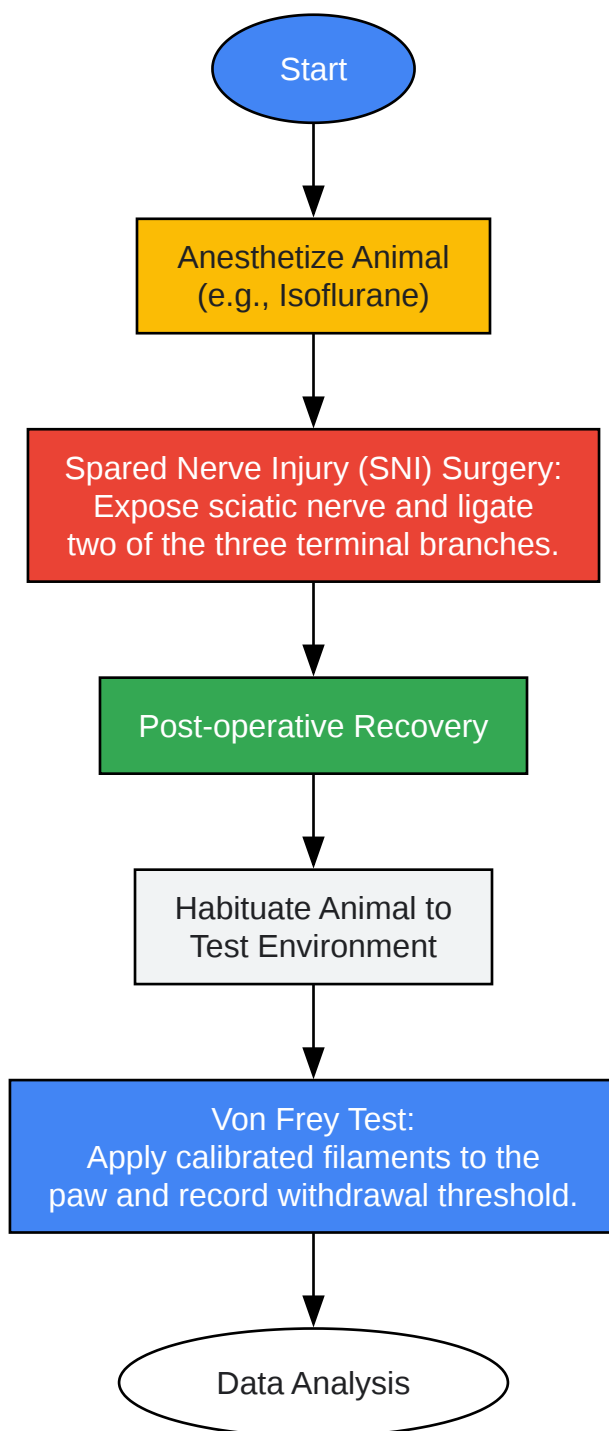 Start
Anesthetize Animal
(e.g., Isoflurane)
Spared Nerve Injury (SNI) Surgery:
Expose sciatic nerve and ligate
two of the three terminal branches.
Post-operative Recovery
Habituate Animal to
Test Environment
Von Frey Test:
Apply calibrated filaments to the
paw and record withdrawal threshold.
Data Analysis